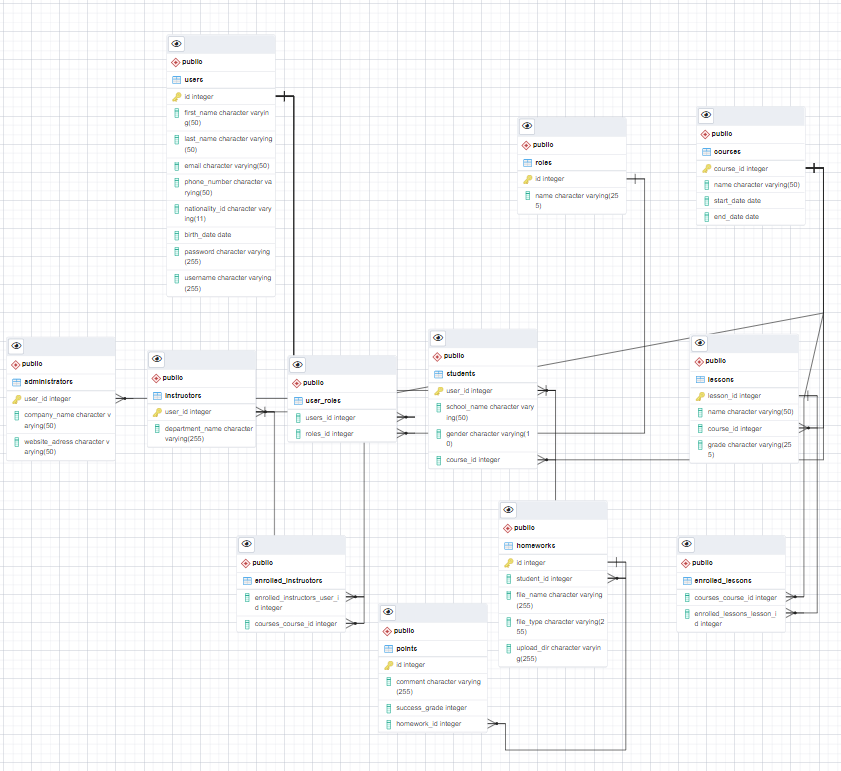 public
users
id integer
first_name character varyin
g(50)
last_name character varying
(50)
email character varying(50)
phone_number character va
rying(50)
nationality_id character vary
ing(11)
birth_date date
password character varying
(255)
username character varying
(255)
public
roles
id integer
name character varying(25
5)
public
courses
course_id integer
name character varying(50)
start_date date
end_date date
public
administrators
user_id integer
company_name character v
arying(50)
website_adress character v
arying(50)
public
instructors
user_id integer
department_name character
varying(255)
public
user_roles
users_id integer
roles_id integer
public
students
user_id integer
school_name character vary
ing(50)
gender character varying(1
0)
course_id integer
public
lessons
lesson_id integer
name character varying(50)
course_id integer
grade character varying(25
5)
public
enrolled_instructors
enrolled_instructors_user_i
d integer
courses_course_id integer
public
points
id integer
comment character varying
(255)
success_grade integer
homework_id integer
public
homeworks
id integer
student_id integer
file_name character varying
(255)
file_type character varying(2
55)
upload_dir character varyin
g(255)
public
enrolled_lessons
courses_course_id integer
enrolled_lessons_lesson_i
d integer